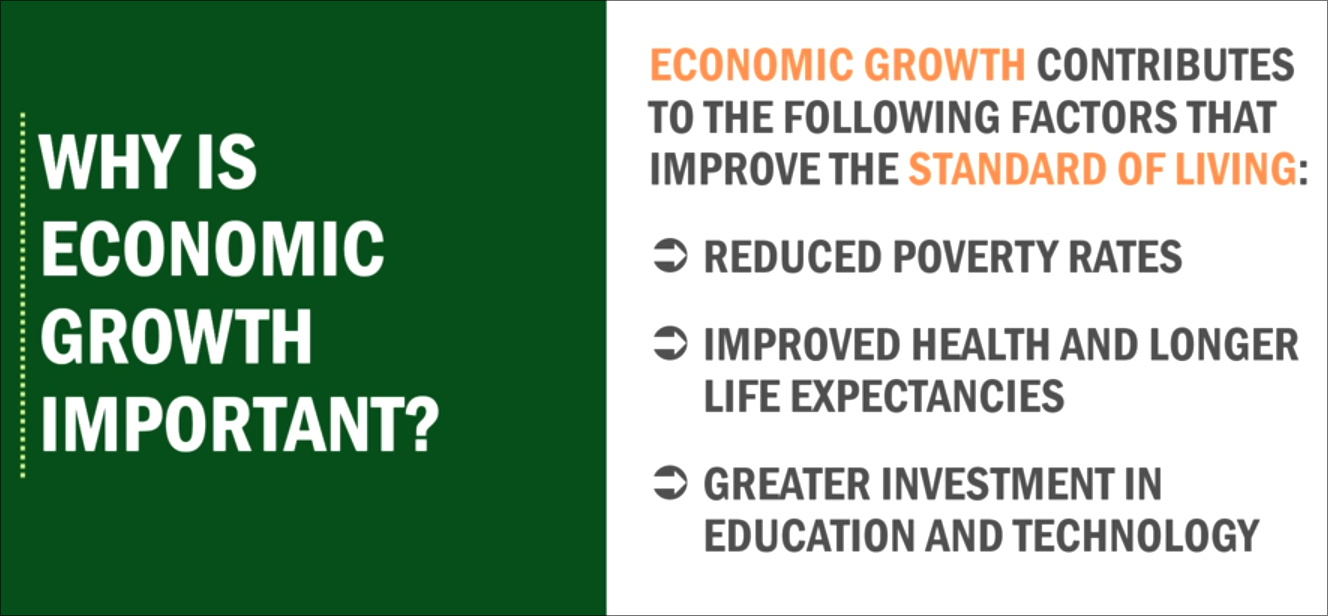 WHY IS
ECONOMIC
GROWTH
IMPORTANT?
ECONOMIC GROWTH CONTRIBUTES
TO THE FOLLOWING FACTORS THAT
IMPROVE THE STANDARD OF LIVING:
➲ REDUCED POVERTY RATES
➲ IMPROVED HEALTH AND LONGER
LIFE EXPECTANCIES
➲ GREATER INVESTMENT IN
EDUCATION AND TECHNOLOGY